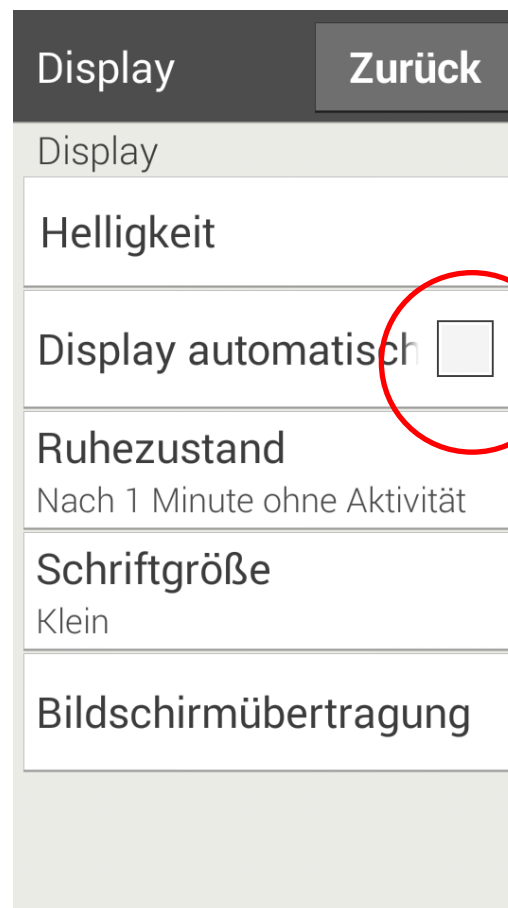 Display
Zurück
Display
Helligkeit
Display automatisch
Ruhezustand
Nach 1 Minute ohne Aktivität
Schriftgröße
Klein
Bildschirmübertragung